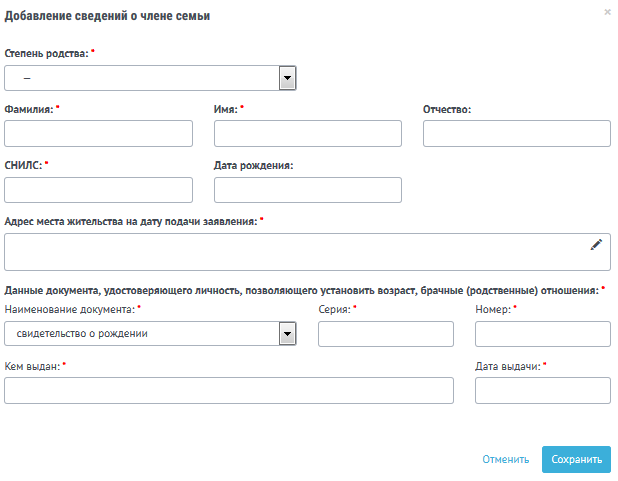 Добавление сведений о члене семьи ×
Степень родства: *
—
Фамилия: * Имя: * Отчество:
СНИЛС: * Дата рождения:
Адрес места жительства на дату подачи заявления: *
Данные документа, удостоверяющего личность, позволяющего установить возраст, брачные (родственные) отношения: *
Наименование документа: * Серия: * Номер: *
свидетельство о рождении
Кем выдан: * Дата выдачи: *
Отменить Сохранить